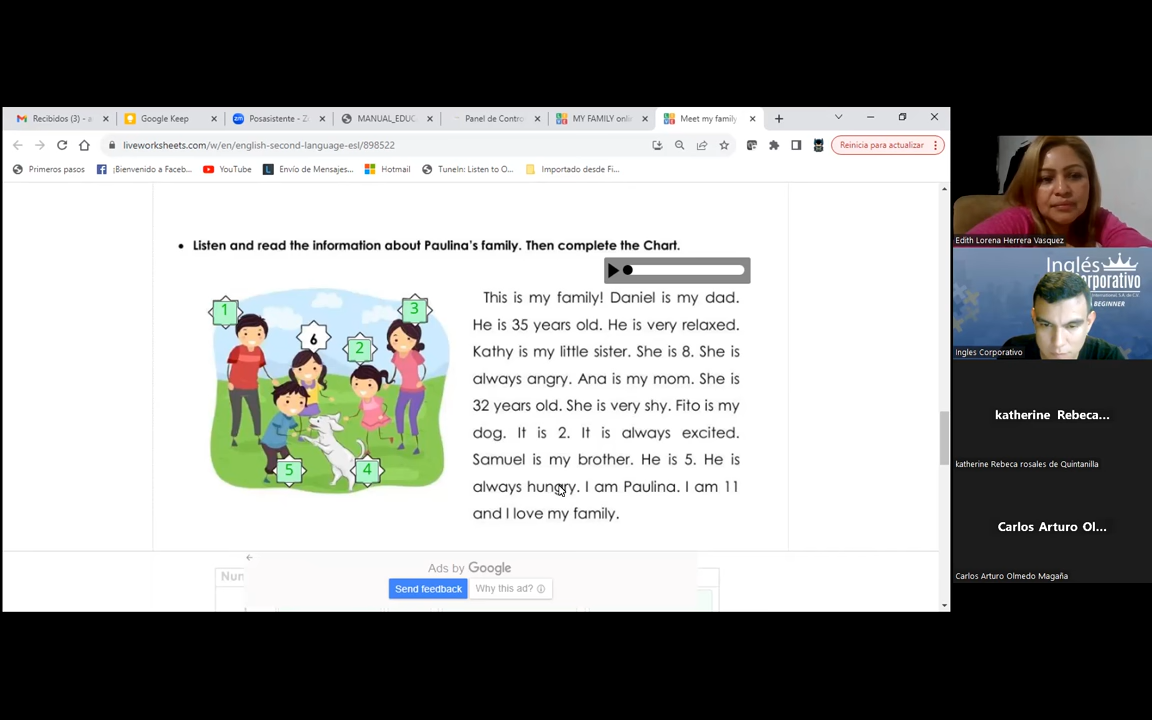 Recibidos (3) - a
Google Keep
Posasistente - Z
MANUAL_EDUC
Panel de Contro
MY FAMILY onli
Meet my family
liveworksheets.com/w/en/english-second-language-esl/898522
Reinicia para actualizar
Primeros pasos
¡Bienvenido a Faceb...
YouTube
Envío de Mensajes...
Hotmail
TuneIn: Listen to O...
Importado desde Fi...
• Listen and read the information about Paulina's family. Then complete the Chart.
1
3
6
2
5
4
This is my family! Daniel is my dad.
He is 35 years old. He is very relaxed.
Kathy is my little sister. She is 8. She is
always angry. Ana is my mom. She is
32 years old. She is very shy. Fito is my
dog. It is 2. It is always excited.
Samuel is my brother. He is 5. He is
always hungry. I am Paulina. I am 11
and I love my family.
Ads by Google
Send feedback
Why this ad?
Num
Edith Lorena Herrera Vasquez
Inglés
International, S.A. de C.V.
BEGINNER
Ingles Corporativo
katherine Rebeca...
katherine Rebeca rosales de Quintanilla
Carlos Arturo Ol...
Carlos Arturo Olmedo Magaña